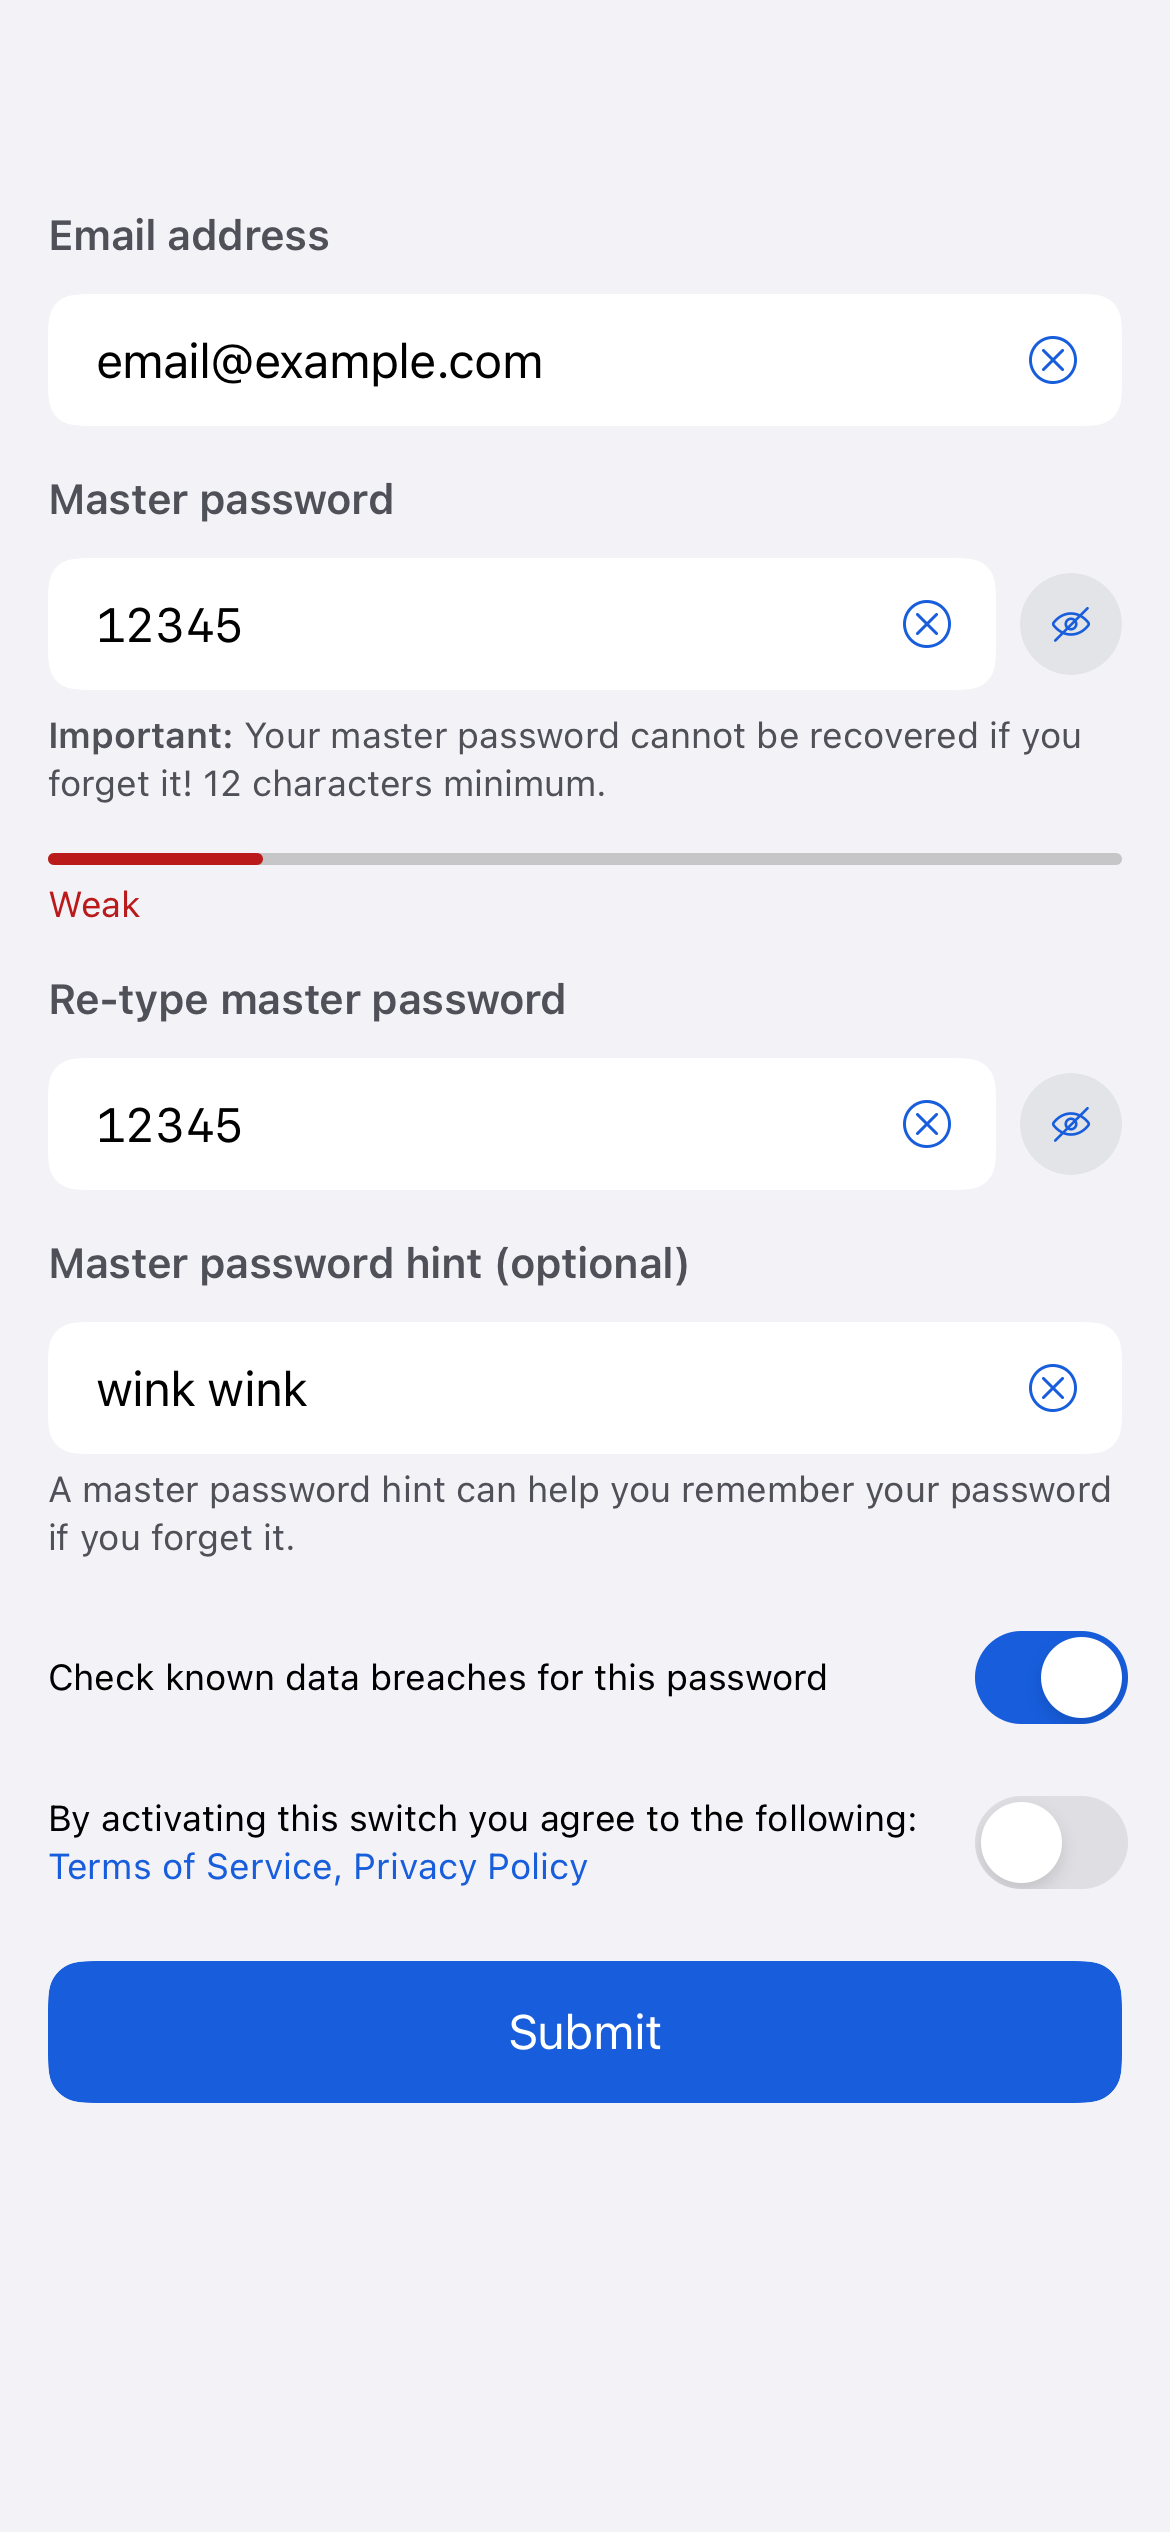 Email address
email@example.com
Master password
12345
Important: Your master password cannot be recovered if you
forget it! 12 characters minimum.
Weak
Re-type master password
12345
Master password hint (optional)
wink wink
A master password hint can help you remember your password
if you forget it.
Check known data breaches for this password
By activating this switch you agree to the following:
Terms of Service, Privacy Policy
Submit